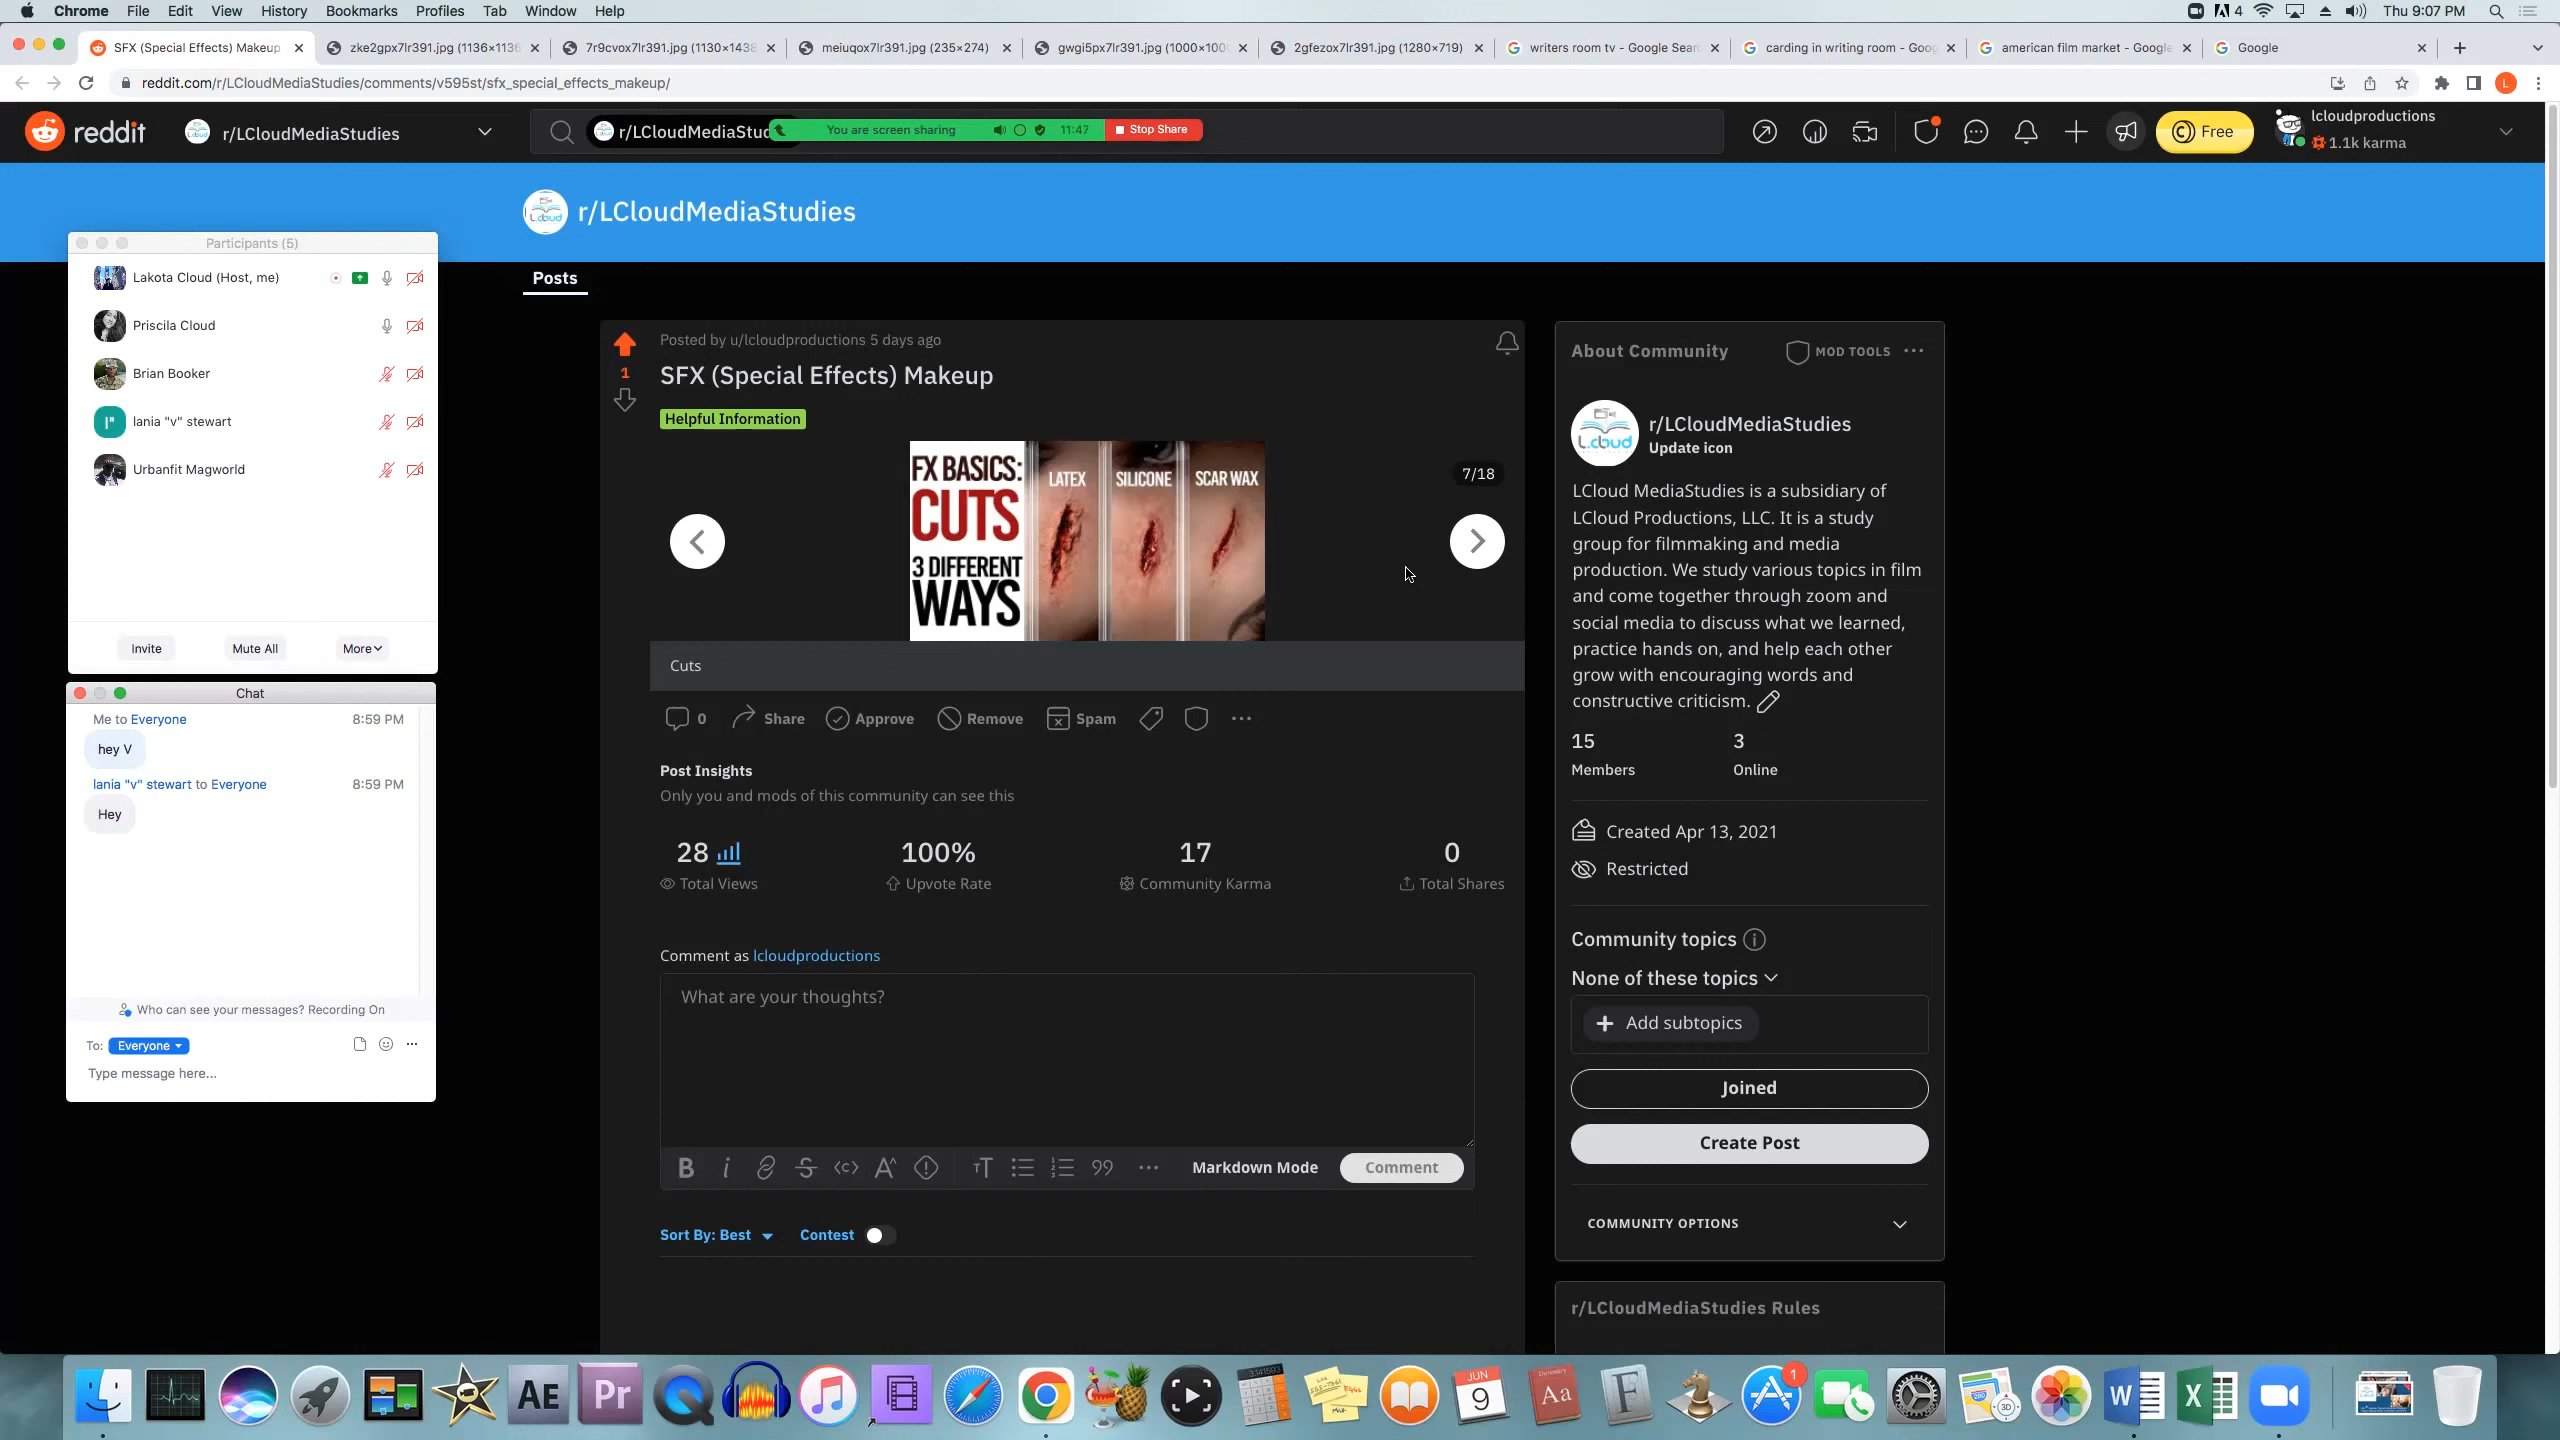 Chrome File Edit View History Bookmarks Profiles Tab Window Help
4 Thu 9:07 PM
SFX (Special Effects) Makeup
zke2gpx7lr391.jpg (1136×1136
7r9cvox7lr391.jpg (1130×1438
meiuqox7lr391.jpg (235×274)
gwgi5px7lr391.jpg (1000×1000
2gfezox7lr391.jpg (1280×719)
writers room tv - Google Sear
carding in writing room - Goog
american film market - Google
Google
reddit.com/r/LCloudMediaStudies/comments/v595st/sfx_special_effects_makeup/
L
reddit
r/LCloudMediaStudies
r/LCloudMediaStud
You are screen sharing
11:47
Stop Share
Free
lcloudproductions
1.1k karma
r/LCloudMediaStudies
Posts
Participants (5)
Lakota Cloud (Host, me)
Priscila Cloud
Brian Booker
l" lania "v" stewart
Urbanfit Magworld
Invite Mute All More
Chat
Me to Everyone 8:59 PM
hey V
lania "v" stewart to Everyone 8:59 PM
Hey
Who can see your messages? Recording On
To: Everyone
Type message here...
Posted by u/lcloudproductions 5 days ago
1
SFX (Special Effects) Makeup
Helpful Information
FX BASICS:
CUTS
3 DIFFERENT
WAYS
LATEX SILICONE SCAR WAX
7/18
Cuts
0 Share Approve Remove Spam
Post Insights
Only you and mods of this community can see this
28 100% 17 0
Total Views Upvote Rate Community Karma Total Shares
Comment as lcloudproductions
What are your thoughts?
Markdown Mode Comment
Sort By: Best Contest
About Community MOD TOOLS
L.cloud
r/LCloudMediaStudies
Update icon
LCloud MediaStudies is a subsidiary of
LCloud Productions, LLC. It is a study
group for filmmaking and media
production. We study various topics in film
and come together through zoom and
social media to discuss what we learned,
practice hands on, and help each other
grow with encouraging words and
constructive criticism.
15 3
Members Online
Created Apr 13, 2021
Restricted
Community topics
None of these topics
Add subtopics
Joined
Create Post
COMMUNITY OPTIONS
r/LCloudMediaStudies Rules
Ae Pr JUN 9 Dictionary Aa F 1 W X